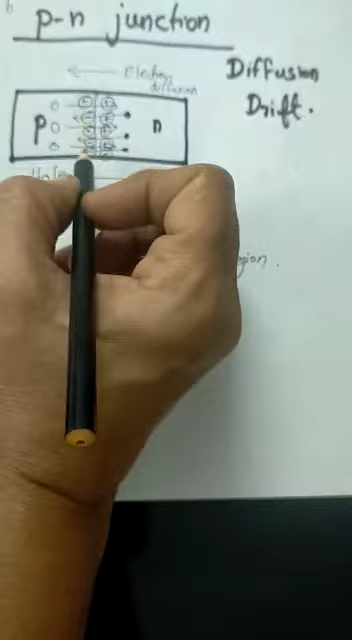 p-n junction
Diffusion
Drift.
← Electron
diffusion
p
n